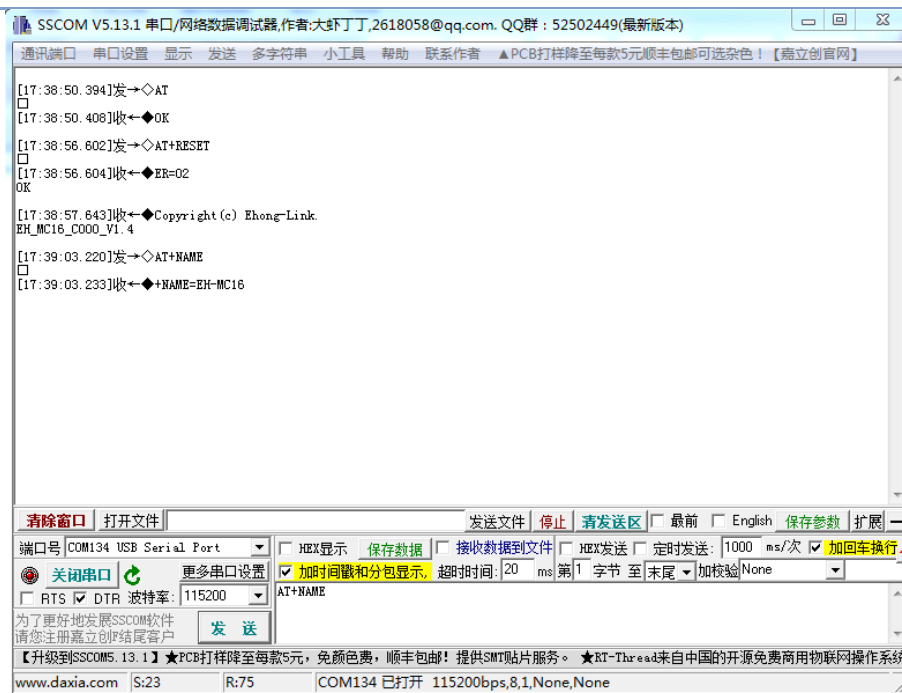 SSCOM V5.13.1 串口/网络数据调试器,作者:大虾丁丁,2618058@qq.com. QQ群：52502449(最新版本)
通讯端口 串口设置 显示 发送 多字符串 小工具 帮助 联系作者 ▲PCB打样降至每款5元顺丰包邮可选杂色！【嘉立创官网】
[17:38:50.394]发→◇AT
□
[17:38:50.408]收←◆OK
[17:38:56.602]发→◇AT+RESET
□
[17:38:56.604]收←◆ER=02
OK
[17:38:57.643]收←◆Copyright(c) Ehong-Link.
EH_MC16_C000_V1.4
[17:39:03.220]发→◇AT+NAME
□
[17:39:03.233]收←◆+NAME=EH-MC16
清除窗口 打开文件 发送文件 停止 清发送区 最前 English 保存参数 扩展
端口号 COM134 USB Serial Port HEX显示 保存数据 接收数据到文件 HEX发送 定时发送: 1000 ms/次 加回车换行
关闭串口 更多串口设置 加时间戳和分包显示, 超时时间: 20 ms 第 1 字节 至 末尾 加校验 None
RTS DTR 波特率: 115200 AT+NAME
为了更好地发展SSCOM软件
请您注册嘉立创F结尾客户 发 送
【升级到SSCOM5.13.1】★PCB打样降至每款5元，免颜色费，顺丰包邮！提供SMT贴片服务。 ★RT-Thread来自中国的开源免费商用物联网操作系统
www.daxia.com S:23 R:75 COM134 已打开 115200bps,8,1,None,None